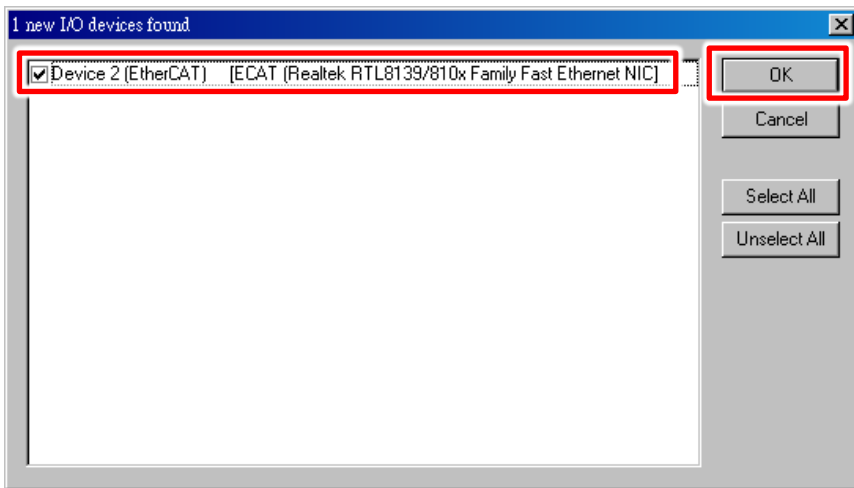 1 new I/O devices found
Device 2 (EtherCAT) [ECAT (Realtek RTL8139/810x Family Fast Ethernet NIC]
OK
Cancel
Select All
Unselect All